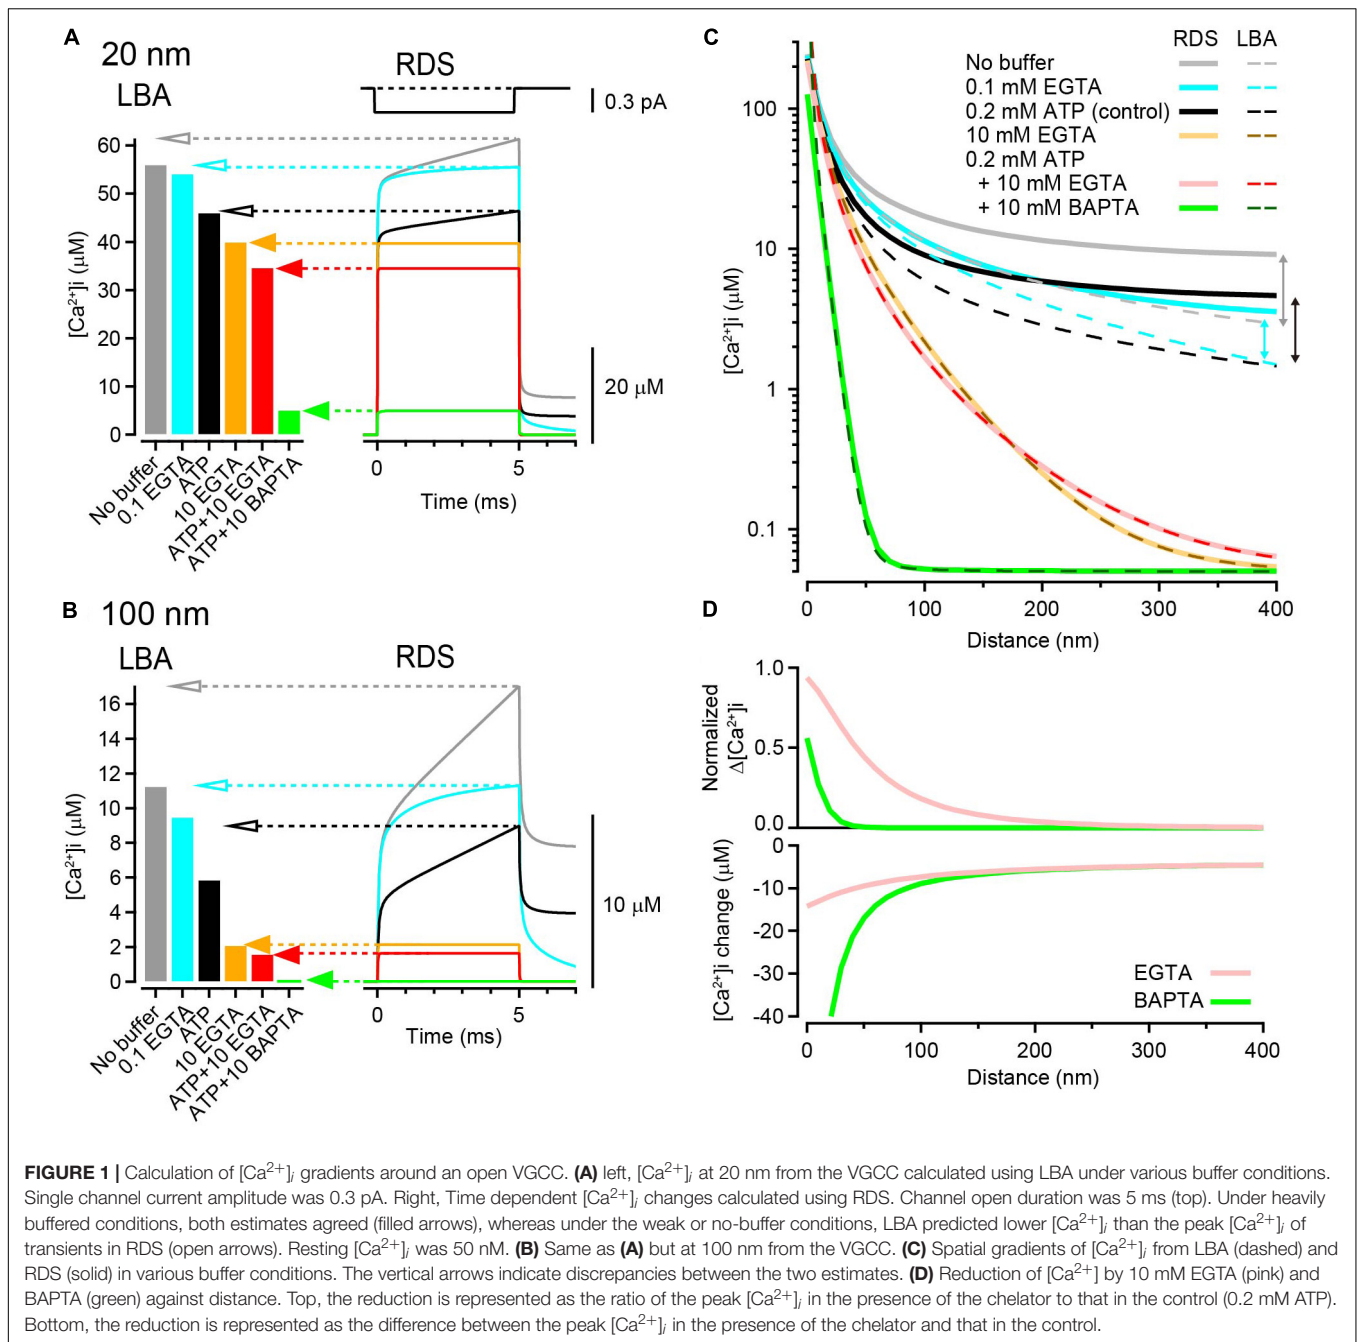 A
20 nm
LBA
RDS
0.3 pA
[Ca2+]i (μM)
60
50
40
30
20
10
0
20 μM
No buffer
0.1 EGTA
ATP
10 EGTA
ATP+10 EGTA
ATP+10 BAPTA
0
5
Time (ms)
B
100 nm
LBA
RDS
[Ca2+]i (μM)
16
14
12
10
8
6
4
2
0
10 μM
No buffer
0.1 EGTA
ATP
10 EGTA
ATP+10 EGTA
ATP+10 BAPTA
0
5
Time (ms)
C
RDS LBA
No buffer
0.1 mM EGTA
0.2 mM ATP (control)
10 mM EGTA
0.2 mM ATP
+ 10 mM EGTA
+ 10 mM BAPTA
[Ca2+]i (μM)
100
10
1
0.1
0 100 200 300 400
Distance (nm)
D
Normalized
Δ[Ca2+]i
1.0
0.5
0.0
[Ca2+]i change (μM)
0
-10
-20
-30
-40
EGTA
BAPTA
0 100 200 300 400
Distance (nm)
FIGURE 1 | Calculation of [Ca2+]i gradients around an open VGCC. (A) left, [Ca2+]i at 20 nm from the VGCC calculated using LBA under various buffer conditions.
Single channel current amplitude was 0.3 pA. Right, Time dependent [Ca2+]i changes calculated using RDS. Channel open duration was 5 ms (top). Under heavily
buffered conditions, both estimates agreed (filled arrows), whereas under the weak or no-buffer conditions, LBA predicted lower [Ca2+]i than the peak [Ca2+]i of
transients in RDS (open arrows). Resting [Ca2+]i was 50 nM. (B) Same as (A) but at 100 nm from the VGCC. (C) Spatial gradients of [Ca2+]i from LBA (dashed) and
RDS (solid) in various buffer conditions. The vertical arrows indicate discrepancies between the two estimates. (D) Reduction of [Ca2+] by 10 mM EGTA (pink) and
BAPTA (green) against distance. Top, the reduction is represented as the ratio of the peak [Ca2+]i in the presence of the chelator to that in the control (0.2 mM ATP).
Bottom, the reduction is represented as the difference between the peak [Ca2+]i in the presence of the chelator and that in the control.